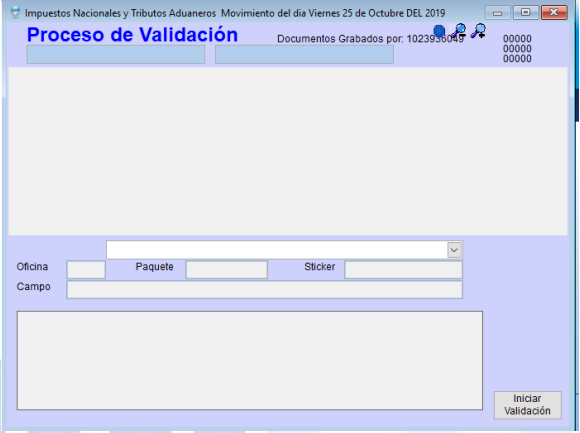 Impuestos Nacionales y Tributos Aduaneros Movimiento del dia Viernes 25 de Octubre DEL 2019
Proceso de Validación
Documentos Grabados por: 1023936049
00000
00000
00000
Oficina
Paquete
Sticker
Campo
Iniciar
Validación